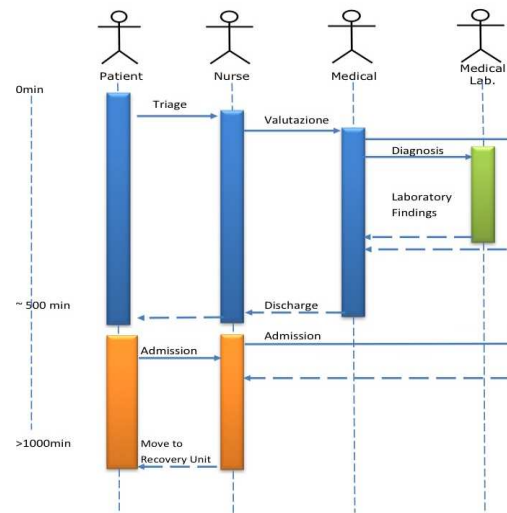 Patient
Nurse
Medical
Medical
Lab.
0min
Triage
Valutazione
Diagnosis
Laboratory
Findings
~ 500 min
Discharge
Admission
Admission
>1000min
Move to
Recovery Unit